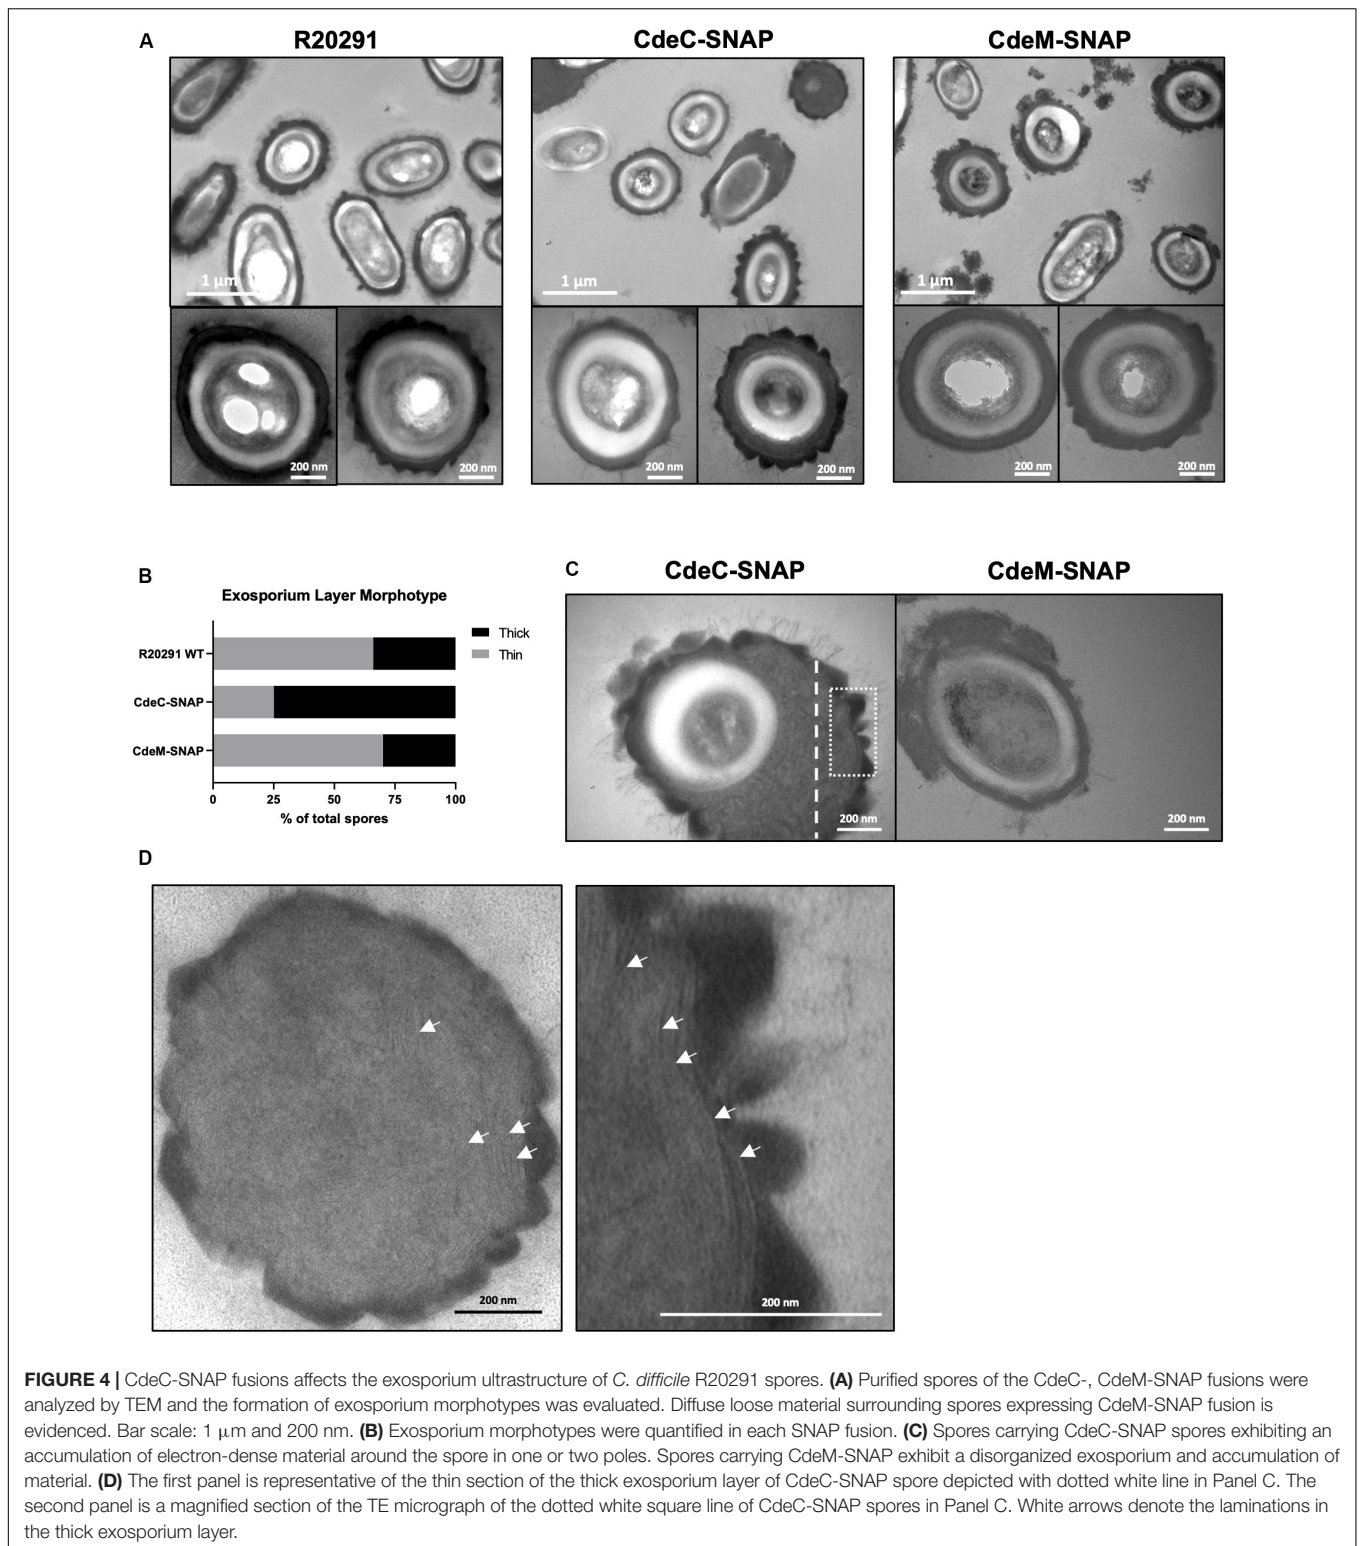 A
R20291
CdeC-SNAP
CdeM-SNAP
1 μm
1 μm
1 μm
200 nm
200 nm
200 nm
200 nm
200 nm
200 nm
B
Exosporium Layer Morphotype
Thick
Thin
R20291 WT
CdeC-SNAP
CdeM-SNAP
0 25 50 75 100
% of total spores
C
CdeC-SNAP
CdeM-SNAP
200 nm
200 nm
D
200 nm
200 nm
FIGURE 4 | CdeC-SNAP fusions affects the exosporium ultrastructure of C. difficile R20291 spores. (A) Purified spores of the CdeC-, CdeM-SNAP fusions were
analyzed by TEM and the formation of exosporium morphotypes was evaluated. Diffuse loose material surrounding spores expressing CdeM-SNAP fusion is
evidenced. Bar scale: 1 μm and 200 nm. (B) Exosporium morphotypes were quantified in each SNAP fusion. (C) Spores carrying CdeC-SNAP spores exhibiting an
accumulation of electron-dense material around the spore in one or two poles. Spores carrying CdeM-SNAP exhibit a disorganized exosporium and accumulation of
material. (D) The first panel is representative of the thin section of the thick exosporium layer of CdeC-SNAP spore depicted with dotted white line in Panel C. The
second panel is a magnified section of the TE micrograph of the dotted white square line of CdeC-SNAP spores in Panel C. White arrows denote the laminations in
the thick exosporium layer.